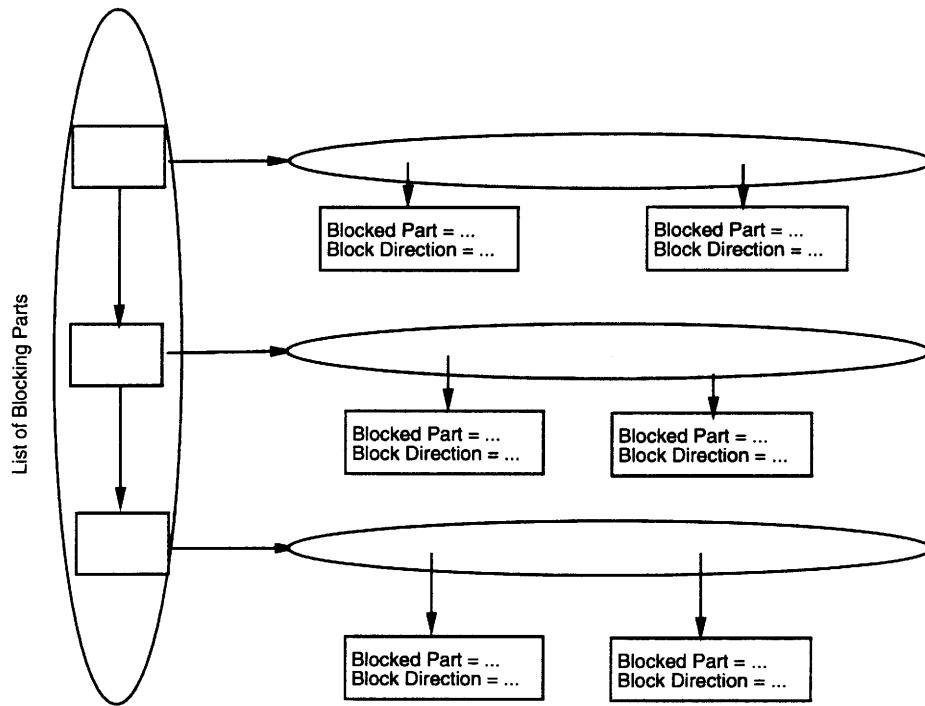 List of Blocking Parts
Blocked Part = ...
Block Direction = ...
Blocked Part = ...
Block Direction = ...
Blocked Part = ...
Block Direction = ...
Blocked Part = ...
Block Direction = ...
Blocked Part = ...
Block Direction = ...
Blocked Part = ...
Block Direction = ...